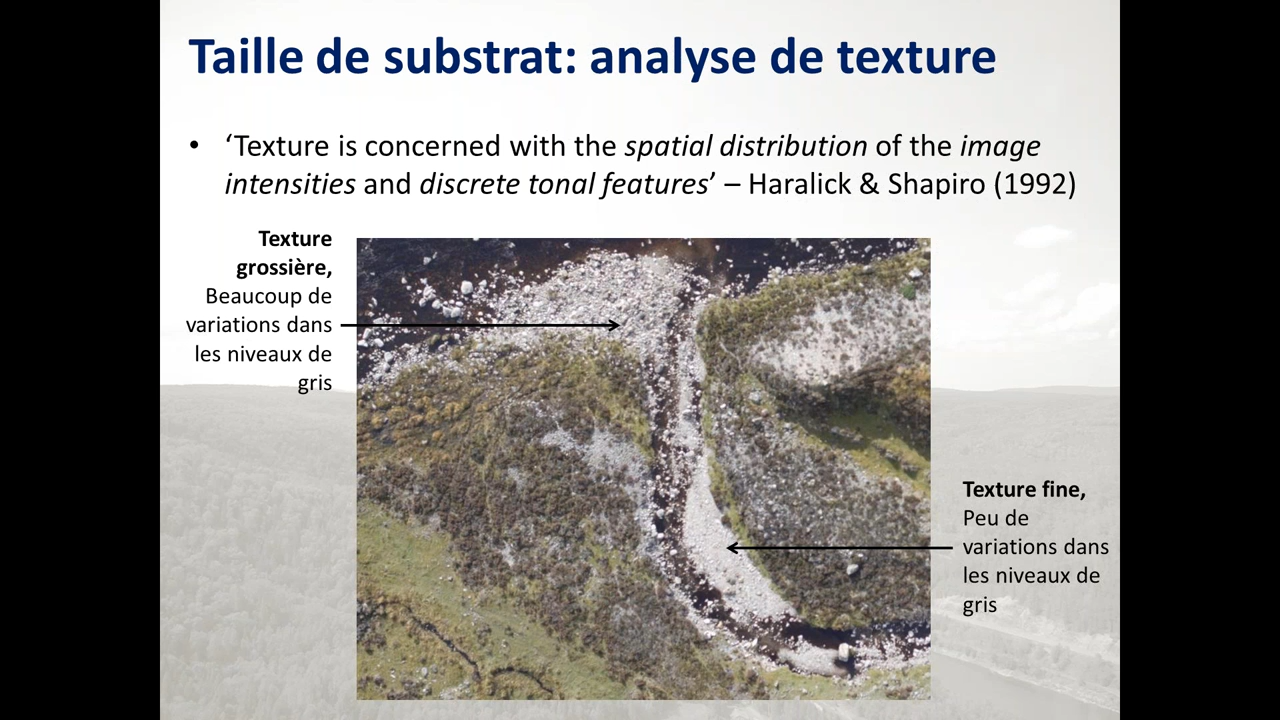 Taille de substrat: analyse de texture
• ‘Texture is concerned with the spatial distribution of the image
intensities and discrete tonal features’ – Haralick & Shapiro (1992)
Texture
grossière,
Beaucoup de
variations dans
les niveaux de
gris
Texture fine,
Peu de
variations dans
les niveaux de
gris